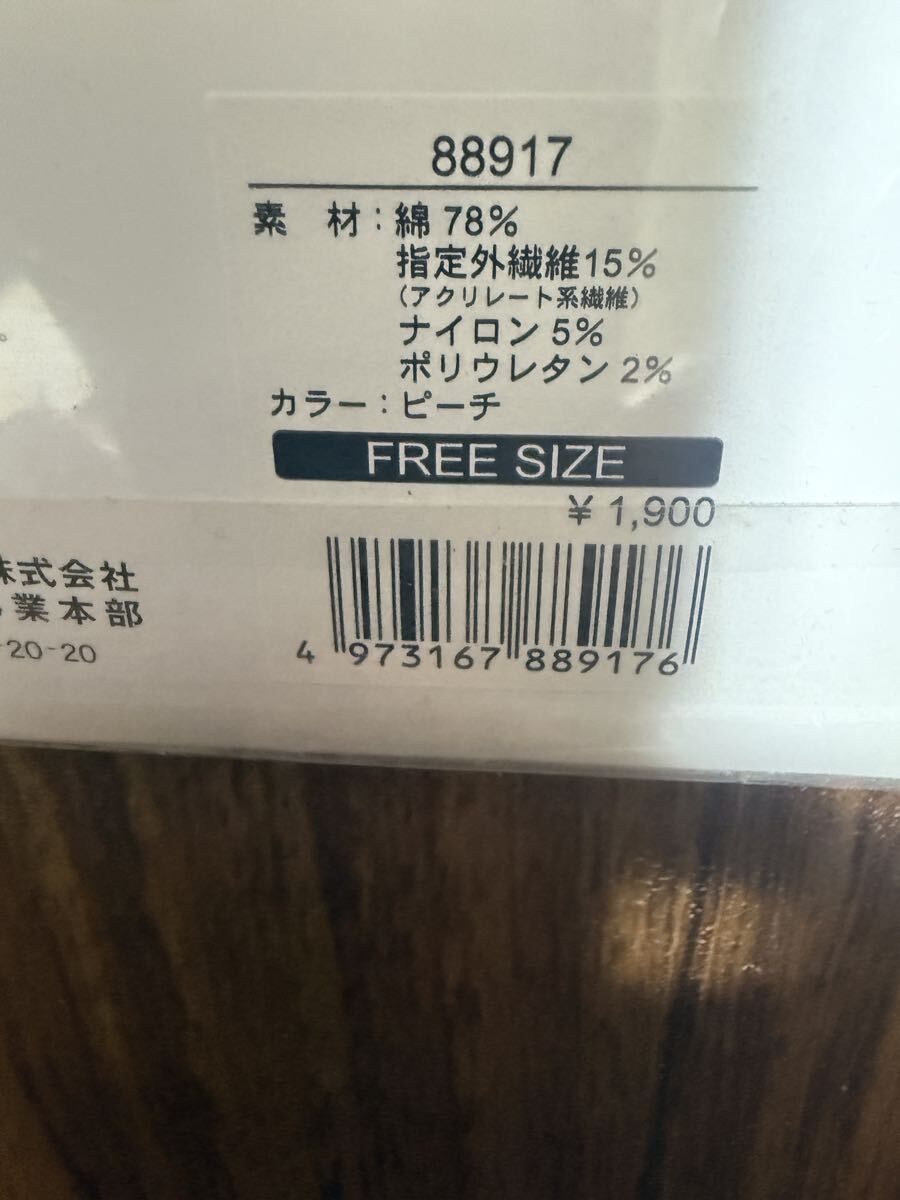 88917
素　材：綿 78%
指定外繊維15%
（アクリレート系繊維）
ナイロン 5%
ポリウレタン 2%
カラー：ピーチ
FREE SIZE
¥ 1,900
株式会社
業本部
-20-20
4 973167 889176